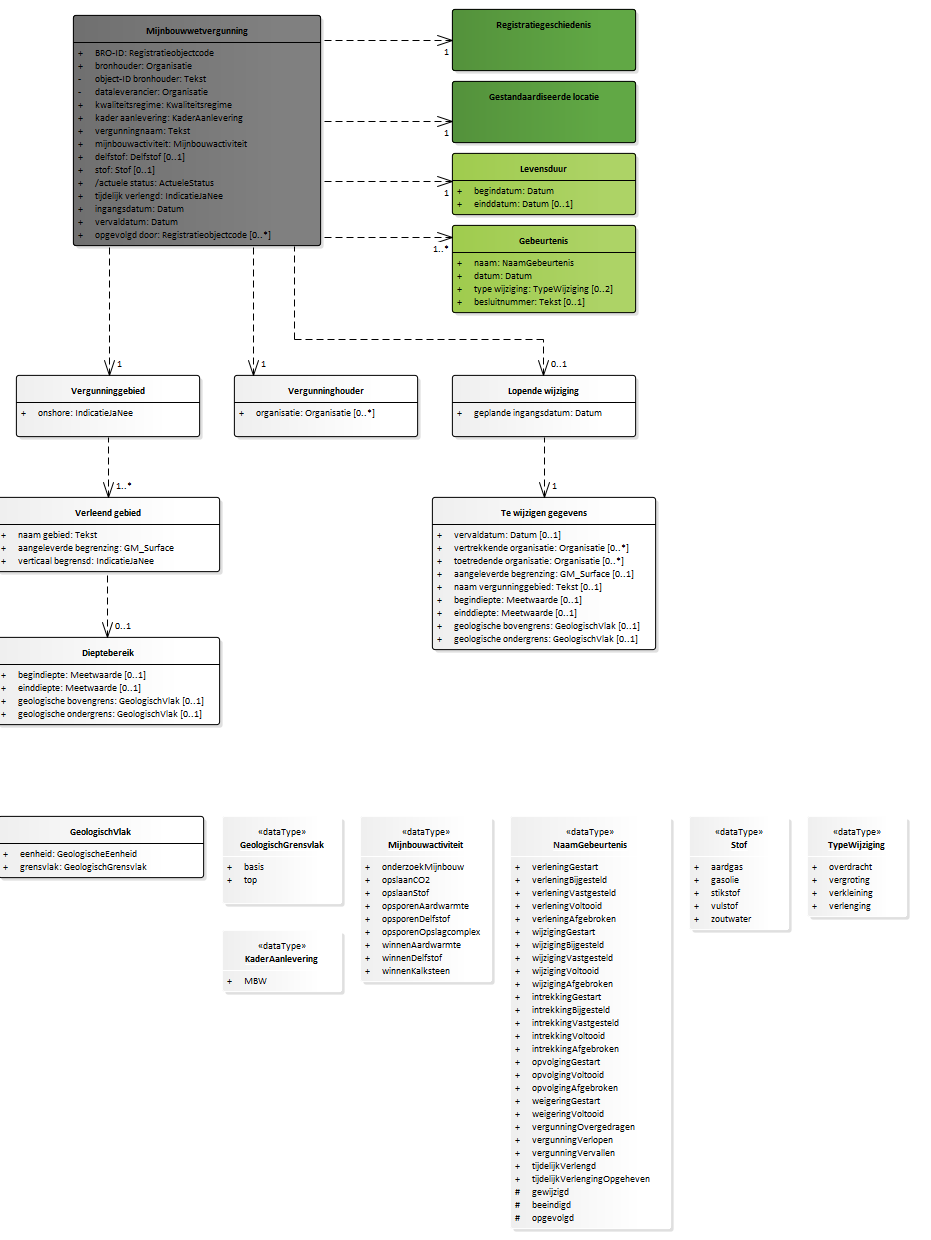 Mijnbouwwetvergunning
+ BRO-ID: Registratieobjectcode
+ bronhouder: Organisatie
- object-ID bronhouder: Tekst
- dataleverancier: Organisatie
+ kwaliteitsregime: Kwaliteitsregime
+ kader aanlevering: KaderAanlevering
+ vergunningnaam: Tekst
+ mijnbouwactiviteit: Mijnbouwactiviteit
+ delfstof: Delfstof [0..1]
+ stof: Stof [0..1]
+ /actuele status: ActueleStatus
+ tijdelijk verlengd: IndicatieJaNee
+ ingangsdatum: Datum
+ vervaldatum: Datum
+ opgevolgd door: Registratieobjectcode [0..*]
Registratiegeschiedenis
1
Gestandaardiseerde locatie
1
Levensduur
+ begindatum: Datum
+ einddatum: Datum [0..1]
1
Gebeurtenis
+ naam: NaamGebeurtenis
+ datum: Datum
+ type wijziging: TypeWijziging [0..2]
+ besluitnummer: Tekst [0..1]
1..*
1
1
0..1
Vergunninggebied
+ onshore: IndicatieJaNee
Vergunninghouder
+ organisatie: Organisatie [0..*]
Lopende wijziging
+ geplande ingangsdatum: Datum
1..*
1
Verleend gebied
+ naam gebied: Tekst
+ aangeleverde begrenzing: GM_Surface
+ verticaal begrensd: IndicatieJaNee
0..1
Dieptebereik
+ begindiepte: Meetwaarde [0..1]
+ einddiepte: Meetwaarde [0..1]
+ geologische bovengrens: GeologischVlak [0..1]
+ geologische ondergrens: GeologischVlak [0..1]
Te wijzigen gegevens
+ vervaldatum: Datum [0..1]
+ vertrekkende organisatie: Organisatie [0..*]
+ toetredende organisatie: Organisatie [0..*]
+ aangeleverde begrenzing: GM_Surface [0..1]
+ naam vergunninggebied: Tekst [0..1]
+ begindiepte: Meetwaarde [0..1]
+ einddiepte: Meetwaarde [0..1]
+ geologische bovengrens: GeologischVlak [0..1]
+ geologische ondergrens: GeologischVlak [0..1]
GeologischVlak
+ eenheid: GeologischeEenheid
+ grensvlak: GeologischGrensvlak
«dataType»
GeologischGrensvlak
+ basis
+ top
«dataType»
KaderAanlevering
+ MBW
«dataType»
Mijnbouwactiviteit
+ onderzoekMijnbouw
+ opslaanCO2
+ opslaanStof
+ opsporenAardwarmte
+ opsporenDelfstof
+ opsporenOpslagcomplex
+ winnenAardwarmte
+ winnenDelfstof
+ winnenKalksteen
«dataType»
NaamGebeurtenis
+ verleningGestart
+ verleningBijgesteld
+ verleningVastgesteld
+ verleningVoltooid
+ verleningAfgebroken
+ wijzigingGestart
+ wijzigingBijgesteld
+ wijzigingVastgesteld
+ wijzigingVoltooid
+ wijzigingAfgebroken
+ intrekkingGestart
+ intrekkingBijgesteld
+ intrekkingVastgesteld
+ intrekkingVoltooid
+ intrekkingAfgebroken
+ opvolgingGestart
+ opvolgingVoltooid
+ opvolgingAfgebroken
+ weigeringGestart
+ weigeringVoltooid
+ vergunningOvergedragen
+ vergunningVerlopen
+ vergunningVervallen
+ tijdelijkVerlengd
+ tijdelijkVerlengingOpgeheven
# gewijzigd
# beeindigd
# opgevolgd
«dataType»
Stof
+ aardgas
+ gasolie
+ stikstof
+ vulstof
+ zoutwater
«dataType»
TypeWijziging
+ overdracht
+ vergroting
+ verkleining
+ verlenging